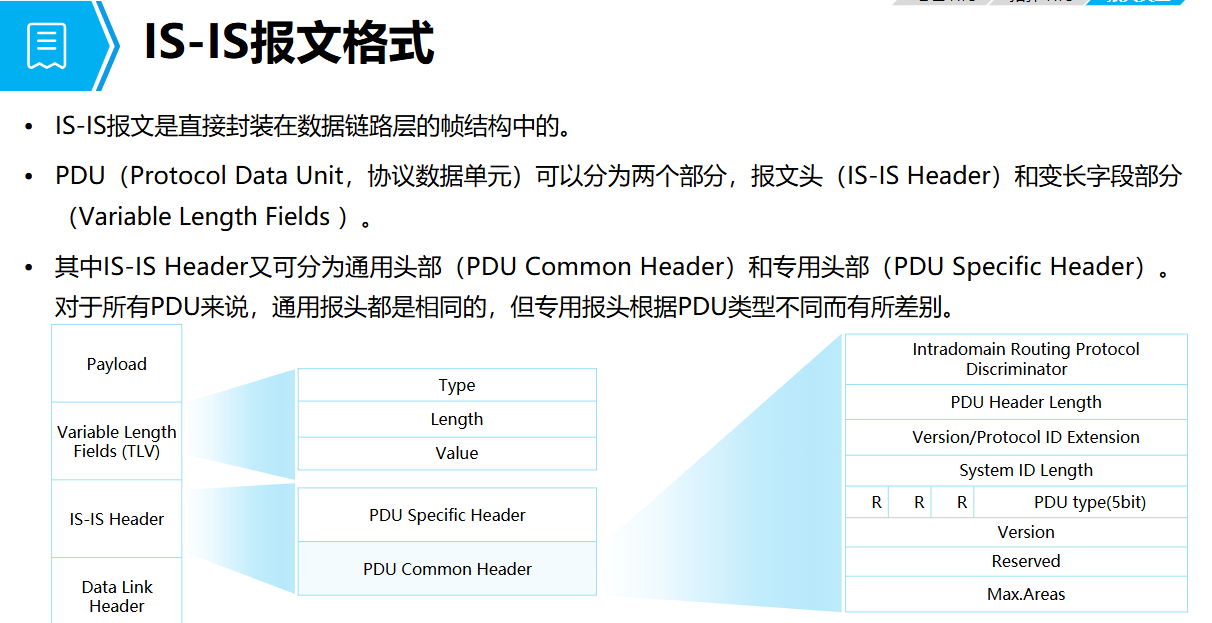 IS-IS报文格式
• IS-IS报文是直接封装在数据链路层的帧结构中的。
• PDU（Protocol Data Unit，协议数据单元）可以分为两个部分，报文头（IS-IS Header）和变长字段部分
（Variable Length Fields ）。
• 其中IS-IS Header又可分为通用头部（PDU Common Header）和专用头部（PDU Specific Header）。
对于所有PDU来说，通用报头都是相同的，但专用报头根据PDU类型不同而有所差别。
Payload
Variable Length
Fields (TLV)
IS-IS Header
Data Link
Header
Type
Length
Value
PDU Specific Header
PDU Common Header
Intradomain Routing Protocol
Discriminator
PDU Header Length
Version/Protocol ID Extension
System ID Length
R R R PDU type(5bit)
Version
Reserved
Max.Areas